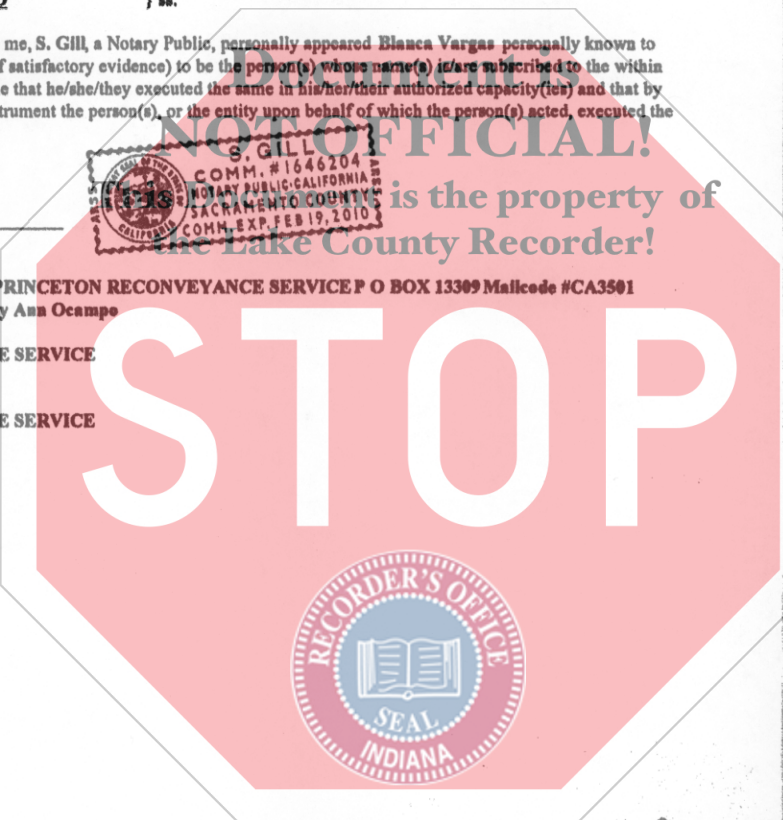 } ss.
me, S. Gill, a Notary Public, personally appeared Blanca Vargas personally known to
f satisfactory evidence) to be the person(s) whose name(s) is/are subscribed to the within
e that he/she/they executed the same in his/her/their authorized capacity(ies) and that by
trument the person(s), or the entity upon behalf of which the person(s) acted, executed the
Document is
NOT OFFICIAL!
This Document is the property of
the Lake County Recorder!
S. GILL
COMM. # 1646204
NOTARY PUBLIC·CALIFORNIA
SACRAMENTO COUNTY
COMM. EXP. FEB 19, 2010
CALIFORNIA
PRINCETON RECONVEYANCE SERVICE P O BOX 13309 Mailcode #CA3501
y Ann Ocampo
E SERVICE
E SERVICE
STOP
RECORDER'S OFFICE
SEAL
INDIANA